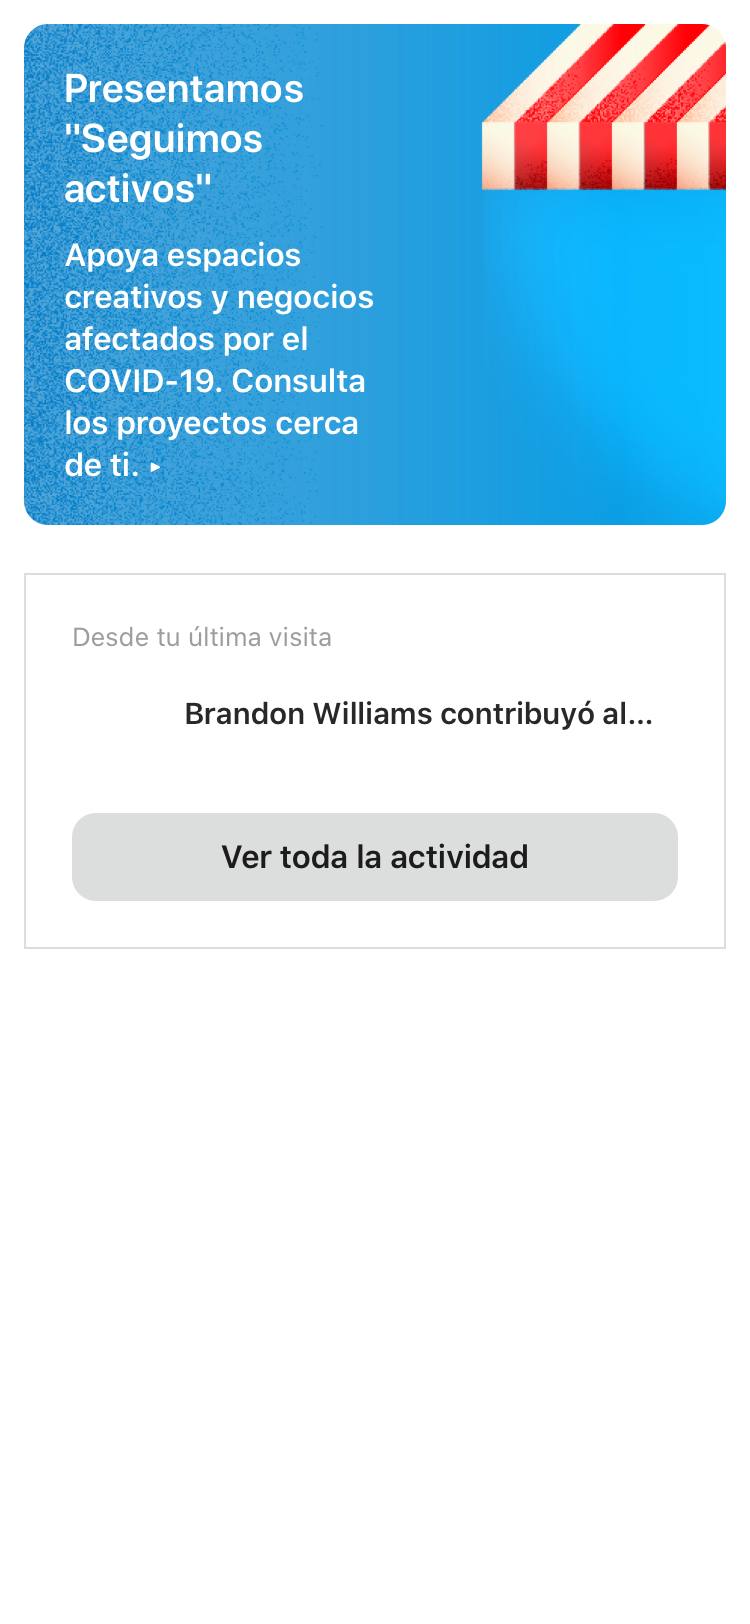 Presentamos
"Seguimos
activos"
Apoya espacios
creativos y negocios
afectados por el
COVID-19. Consulta
los proyectos cerca
de ti. ▸
Desde tu última visita
Brandon Williams contribuyó al...
Ver toda la actividad